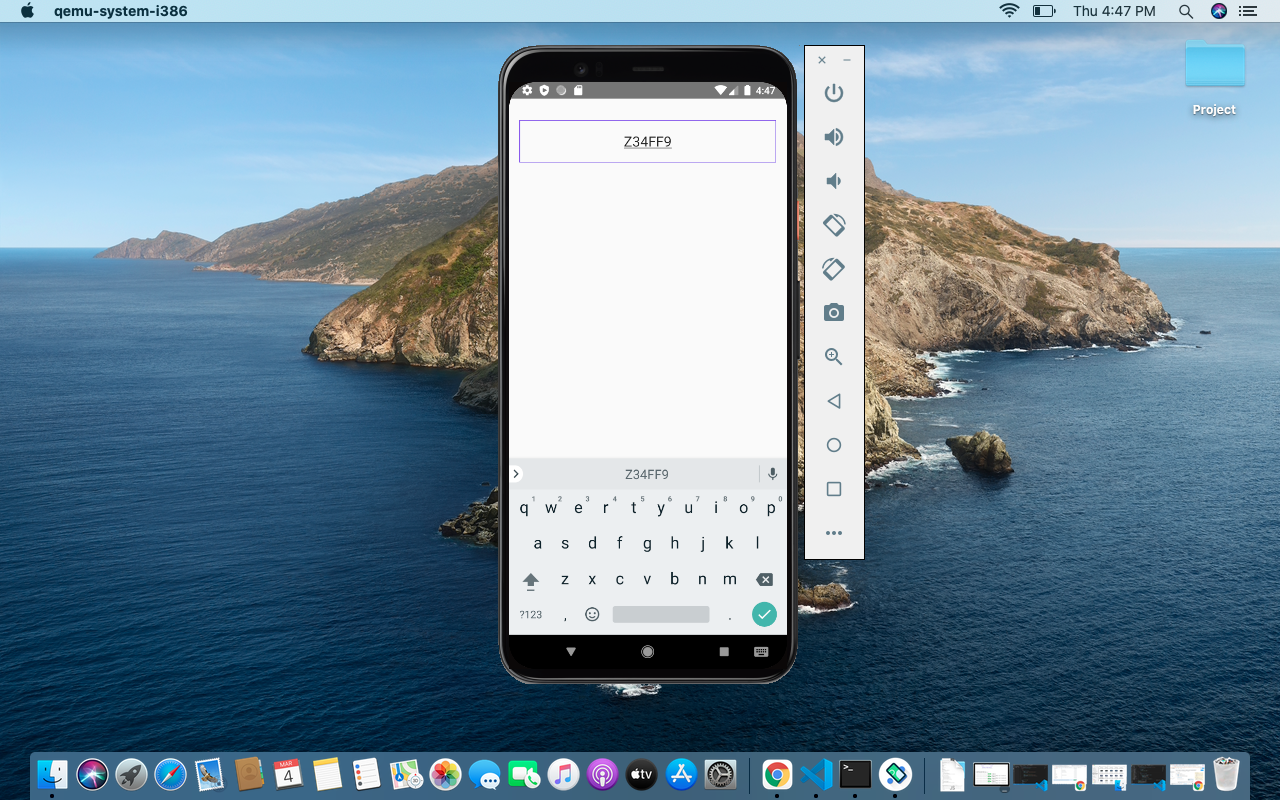 qemu-system-i386
Thu 4:47 PM
Project
4:47
Z34FF9
Z34FF9
1 2 3 4 5 6 7 8 9 0
q w e r t y u i o p
a s d f g h j k l
z x c v b n m
?123 , .
MAR
4
tv
>_